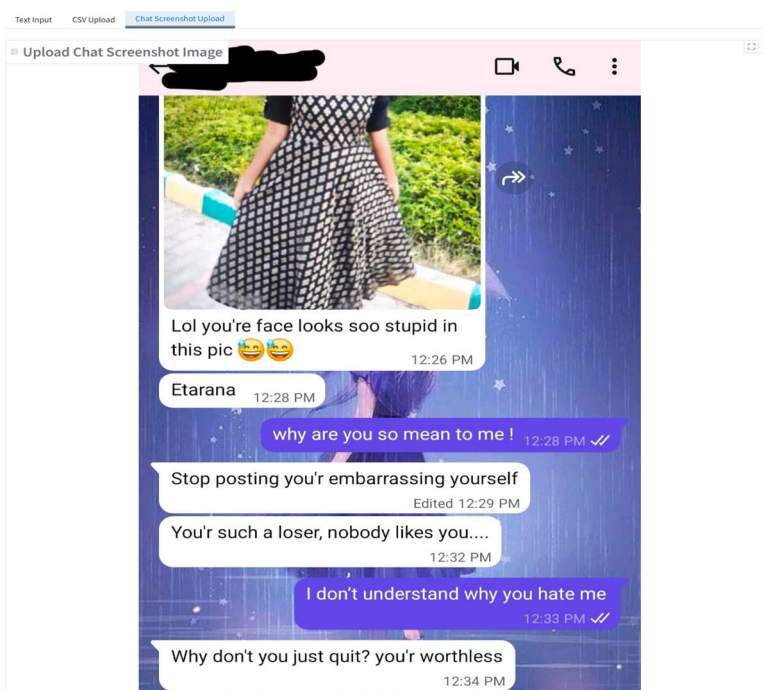 Text Input CSV Upload Chat Screenshot Upload
Upload Chat Screenshot Image
Lol you're face looks soo stupid in
this pic 😅😅
12:26 PM
Etarana 12:28 PM
why are you so mean to me ! 12:28 PM
Stop posting you'r embarrassing yourself
Edited 12:29 PM
You'r such a loser, nobody likes you....
12:32 PM
I don't understand why you hate me
12:33 PM
Why don't you just quit? you'r worthless
12:34 PM